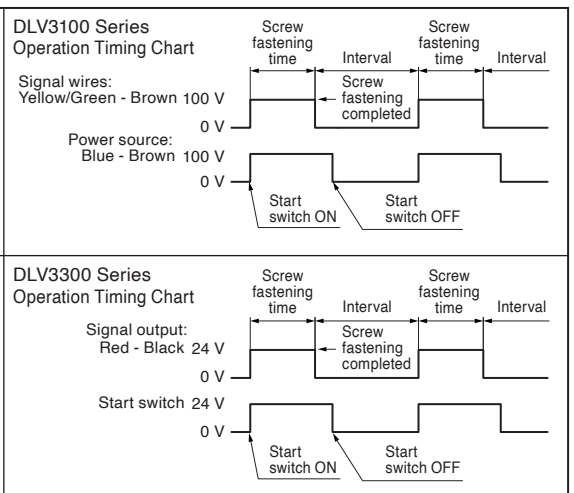 DLV3100 Series
Operation Timing Chart
Screw
fastening
time
Interval
Screw
fastening
time
Interval
Signal wires:
Yellow/Green - Brown 100 V
0 V
Screw
fastening
completed
Power source:
Blue - Brown 100 V
0 V
Start
switch ON
Start
switch OFF
DLV3300 Series
Operation Timing Chart
Screw
fastening
time
Interval
Screw
fastening
time
Interval
Signal output:
Red - Black 24 V
0 V
Screw
fastening
completed
Start switch 24 V
0 V
Start
switch ON
Start
switch OFF